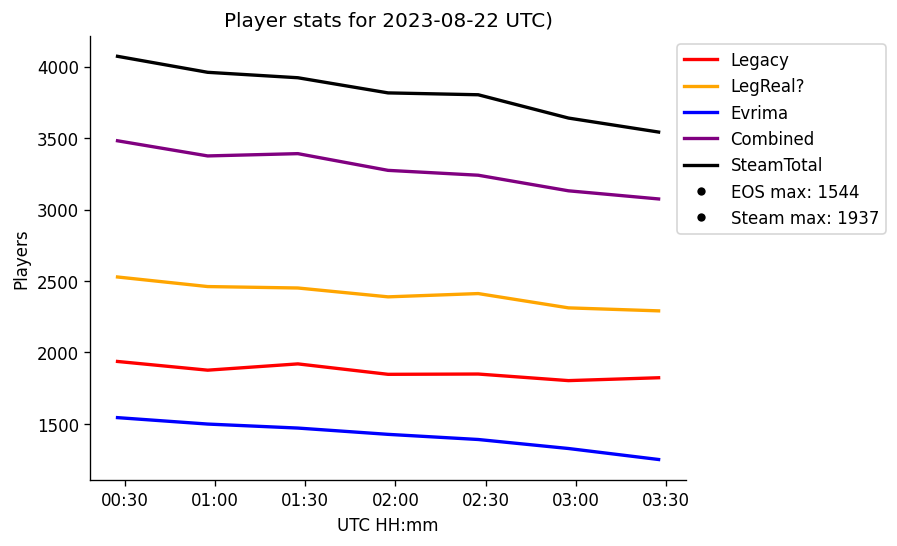 Player stats for 2023-08-22 UTC)
4000
3500
3000
2500
2000
1500
Players
00:30 01:00 01:30 02:00 02:30 03:00 03:30
UTC HH:mm
Legacy
LegReal?
Evrima
Combined
SteamTotal
EOS max: 1544
Steam max: 1937